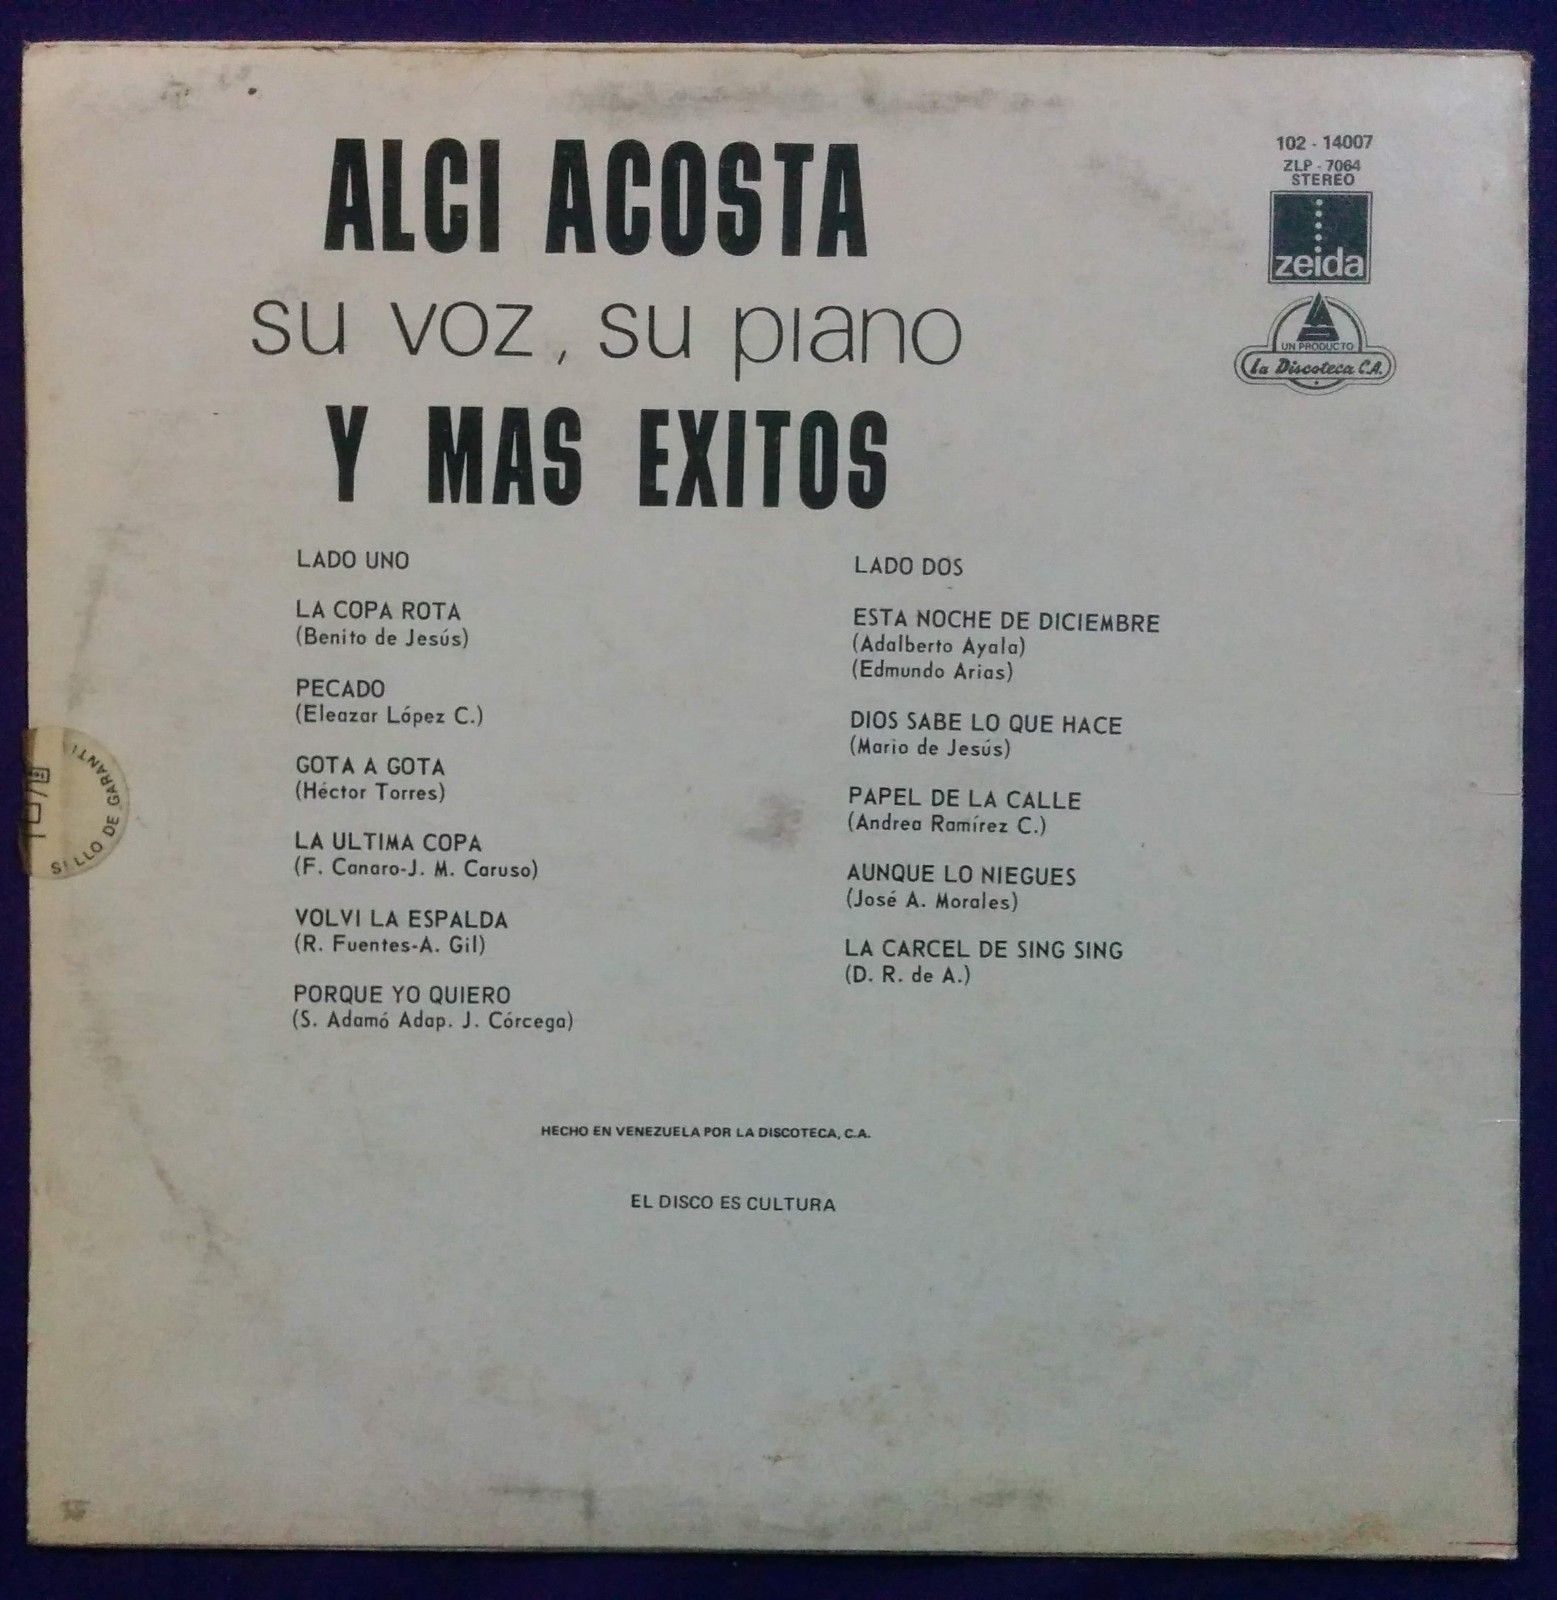 ALCI ACOSTA
su voz, su piano
Y MAS EXITOS
102 - 14007
ZLP - 7064
STEREO
zeida
UN PRODUCTO
La Discoteca C.A.
LADO UNO
LA COPA ROTA
(Benito de Jesús)
PECADO
(Eleazar López C.)
GOTA A GOTA
(Héctor Torres)
LA ULTIMA COPA
(F. Canaro-J. M. Caruso)
VOLVI LA ESPALDA
(R. Fuentes-A. Gil)
PORQUE YO QUIERO
(S. Adamó Adap. J. Córcega)
LADO DOS
ESTA NOCHE DE DICIEMBRE
(Adalberto Ayala)
(Edmundo Arias)
DIOS SABE LO QUE HACE
(Mario de Jesús)
PAPEL DE LA CALLE
(Andrea Ramírez C.)
AUNQUE LO NIEGUES
(José A. Morales)
LA CARCEL DE SING SING
(D. R. de A.)
HECHO EN VENEZUELA POR LA DISCOTECA, C.A.
EL DISCO ES CULTURA
SELLO DE GARANTI